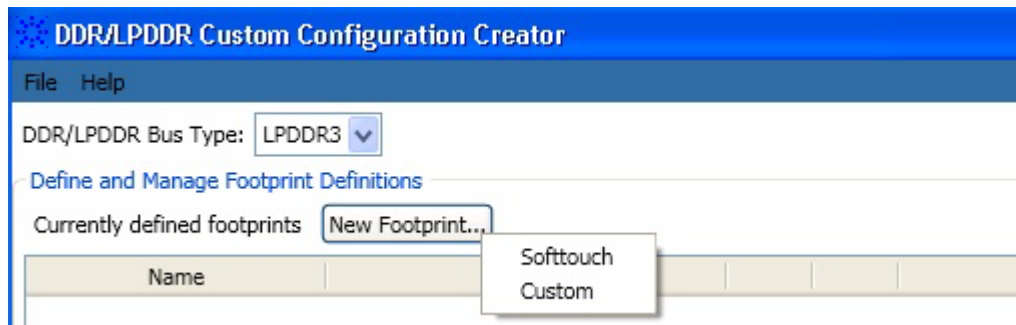 DDR/LPDDR Custom Configuration Creator
File Help
DDR/LPDDR Bus Type: LPDDR3
Define and Manage Footprint Definitions
Currently defined footprints New Footprint...
Softtouch
Name
Custom